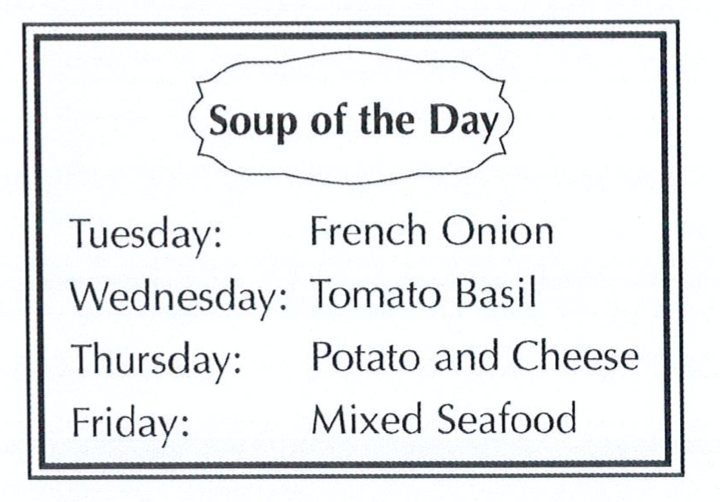 Soup of the Day
Tuesday: French Onion
Wednesday: Tomato Basil
Thursday: Potato and Cheese
Friday: Mixed Seafood